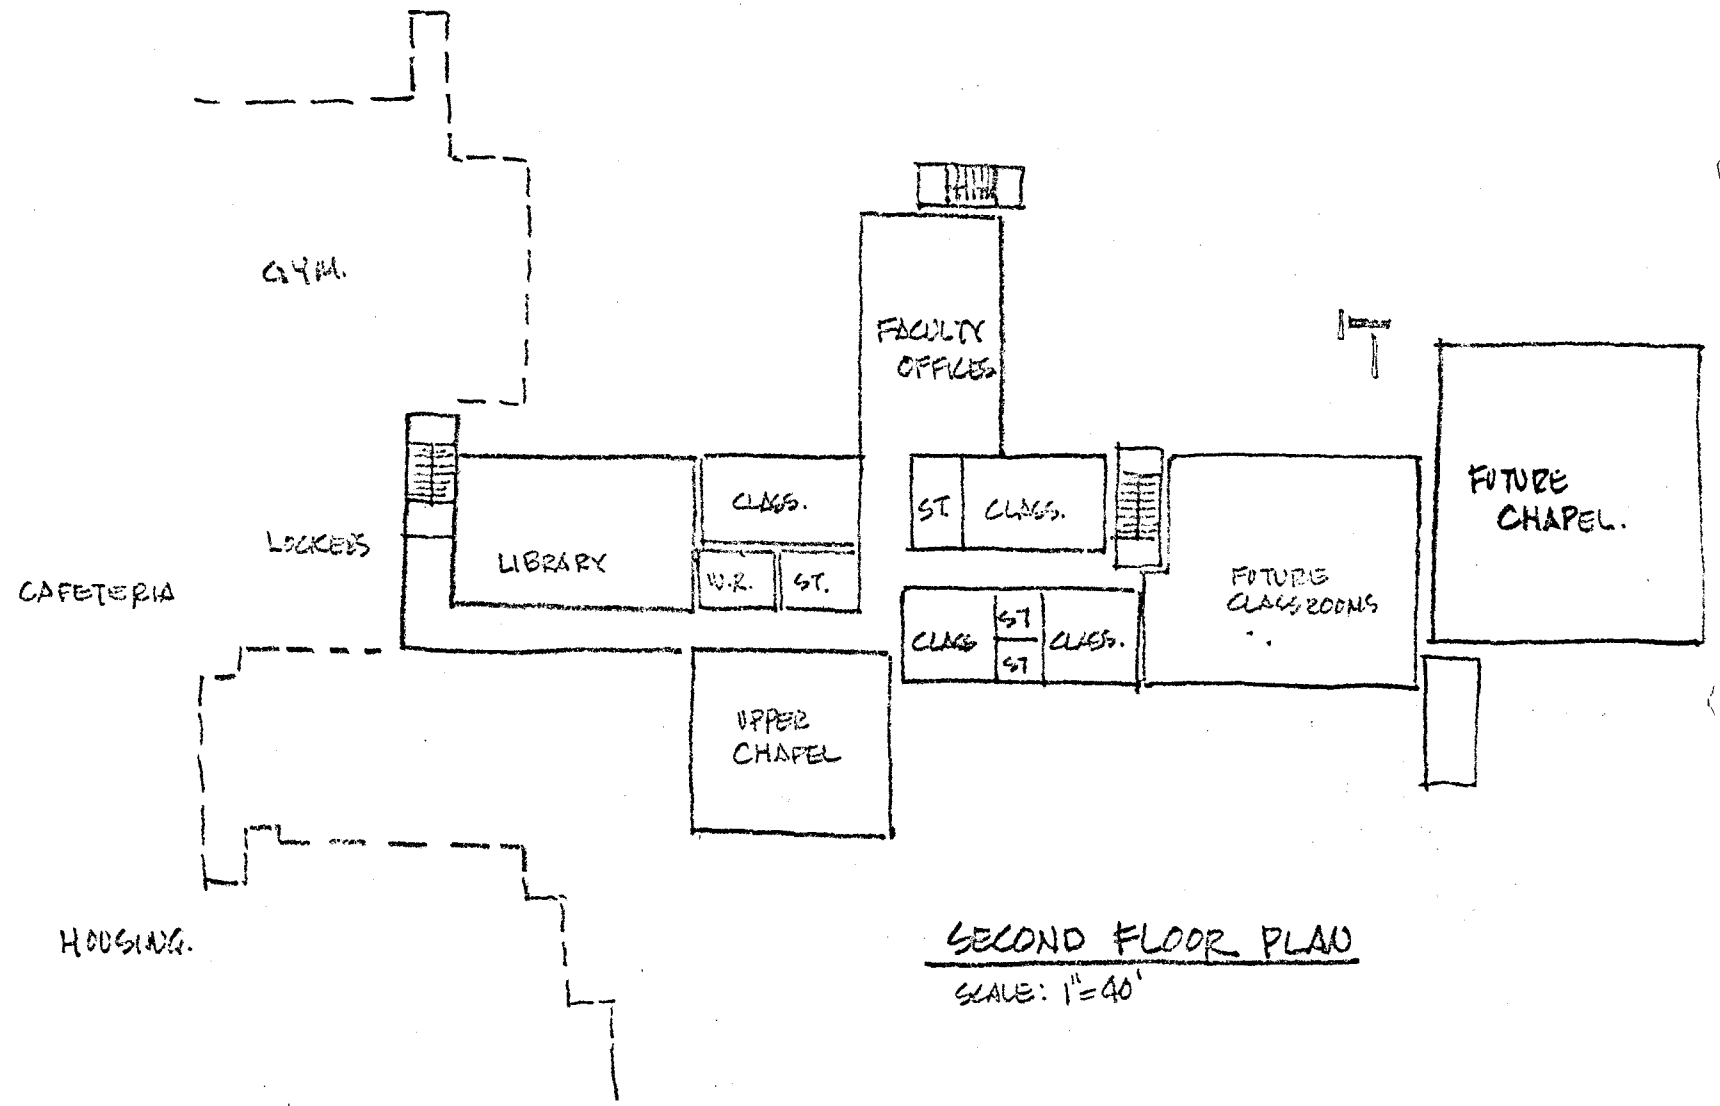 GYM.
FACULTY
OFFICES
FUTURE
CHAPEL.
CLASS.
ST.
CLASS.
LOCKERS
LIBRARY
CAFETERIA
W.R.
ST.
FUTURE
CLASSROOMS
CLASS
ST
ST
CLASS.
UPPER
CHAPEL
HOUSING.
SECOND FLOOR PLAN
SCALE: 1"=40'